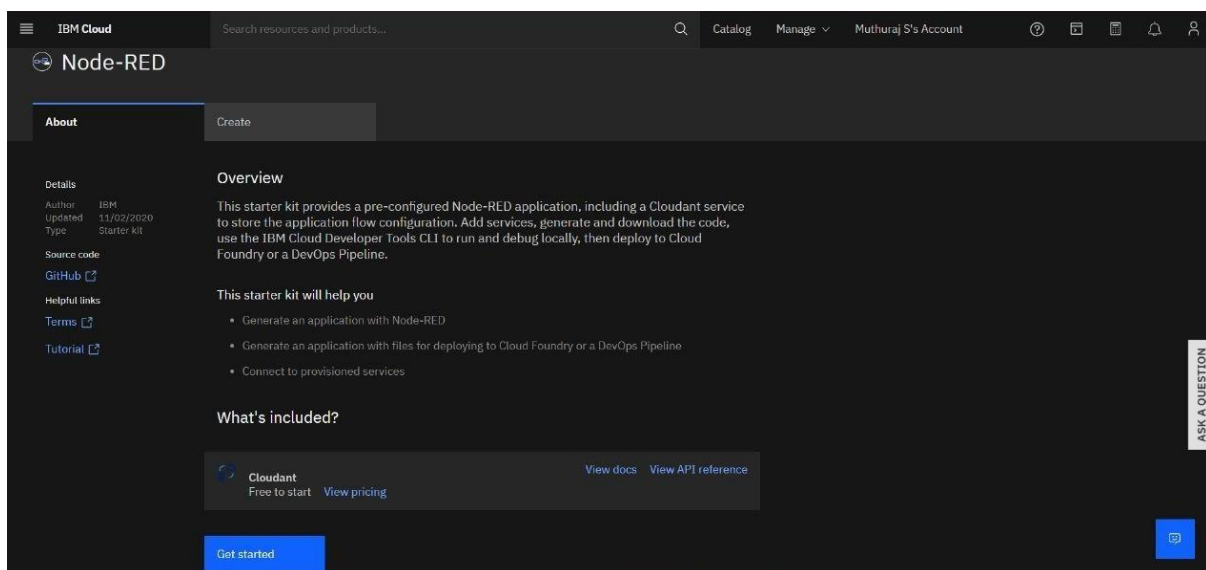 IBM Cloud
Search resources and products...
Catalog
Manage
Muthuraj S's Account
Node-RED
About
Create
Details
Author IBM
Updated 11/02/2020
Type Starter kit
Source code
GitHub
Helpful links
Terms
Tutorial
Overview
This starter kit provides a pre-configured Node-RED application, including a Cloudant service
to store the application flow configuration. Add services, generate and download the code,
use the IBM Cloud Developer Tools CLI to run and debug locally, then deploy to Cloud
Foundry or a DevOps Pipeline.
This starter kit will help you
• Generate an application with Node-RED
• Generate an application with files for deploying to Cloud Foundry or a DevOps Pipeline
• Connect to provisioned services
What's included?
Cloudant
Free to start View pricing
View docs View API reference
Get started
ASK A QUESTION